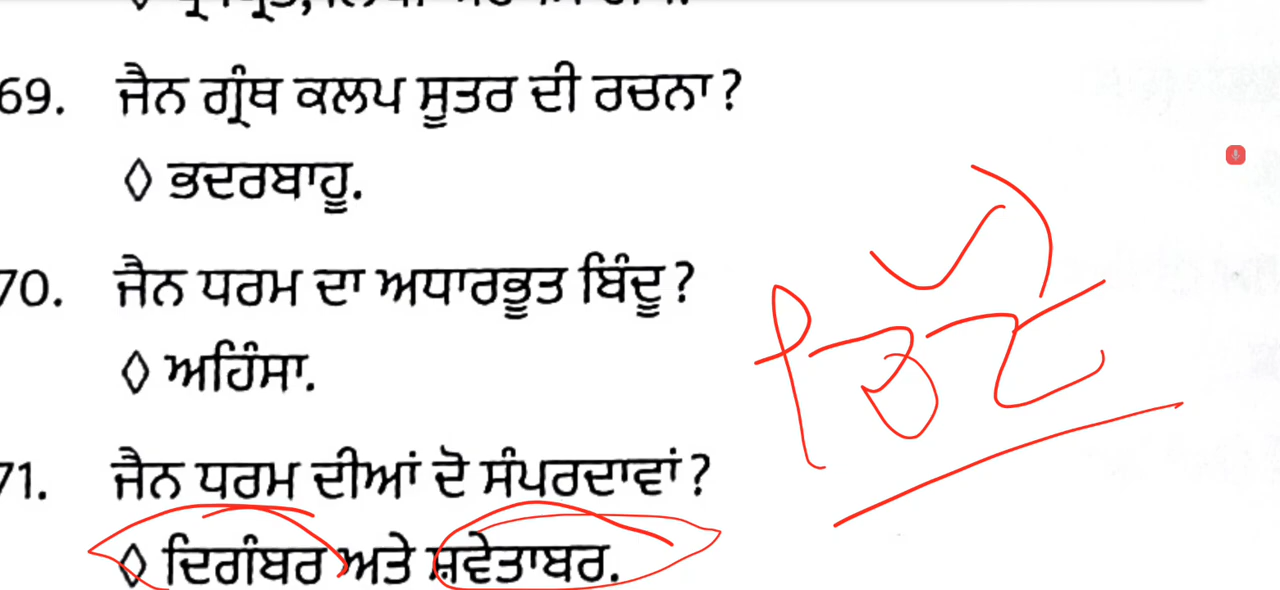 69. ਜੈਨ ਗ੍ਰੰਥ ਕਲਪ ਸੂਤਰ ਦੀ ਰਚਨਾ?
◊ ਭਦਰਬਾਹੂ.
70. ਜੈਨ ਧਰਮ ਦਾ ਅਧਾਰਭੂਤ ਬਿੰਦੂ?
◊ ਅਹਿੰਸਾ.
71. ਜੈਨ ਧਰਮ ਦੀਆਂ ਦੋ ਸੰਪਰਦਾਵਾਂ?
◊ ਦਿਗੰਬਰ ਅਤੇ ਸ਼ਵੇਤਾਬਰ.